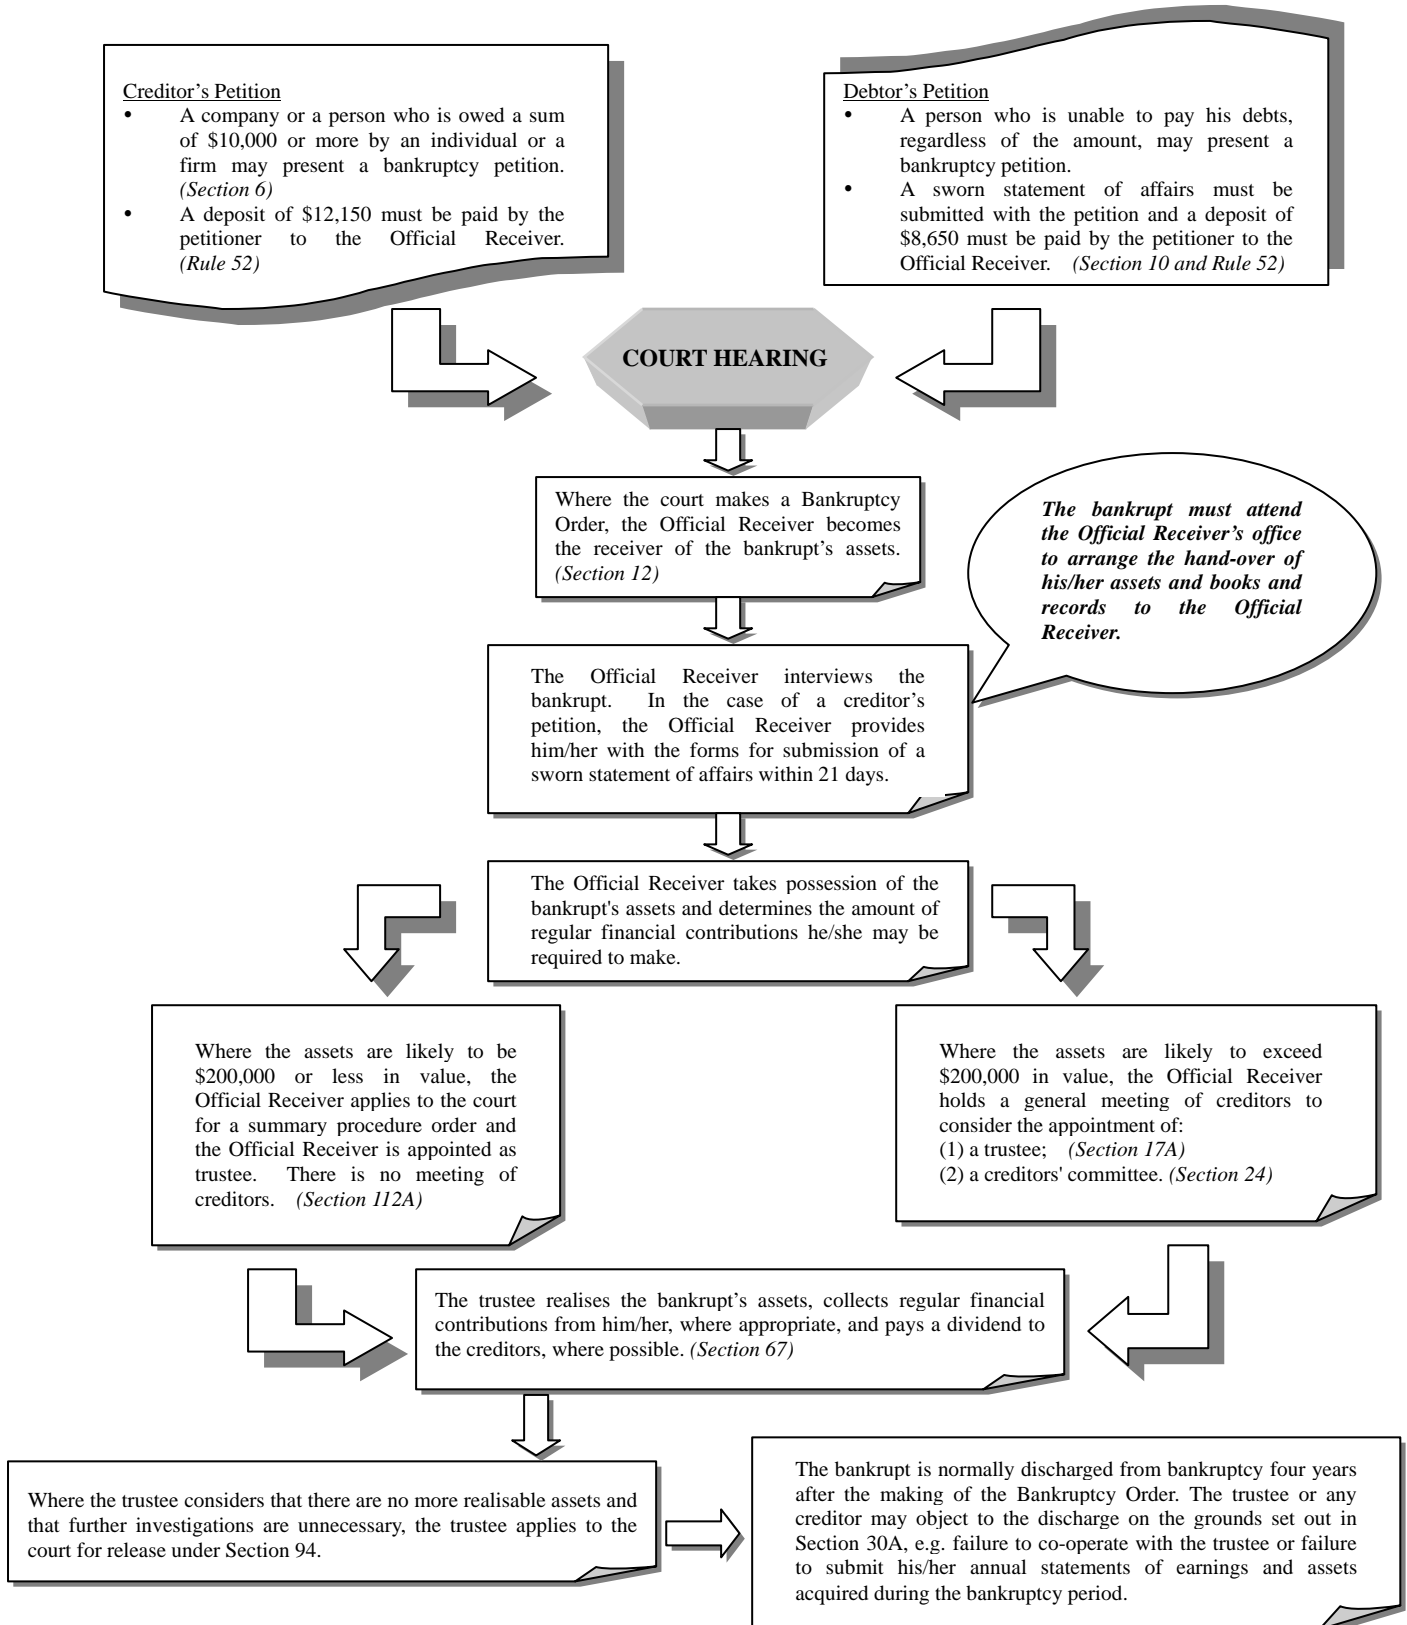 Creditor's Petition
• A company or a person who is owed a sum
of $10,000 or more by an individual or a
firm may present a bankruptcy petition.
(Section 6)
• A deposit of $12,150 must be paid by the
petitioner to the Official Receiver.
(Rule 52)
Debtor's Petition
• A person who is unable to pay his debts,
regardless of the amount, may present a
bankruptcy petition.
• A sworn statement of affairs must be
submitted with the petition and a deposit of
$8,650 must be paid by the petitioner to the
Official Receiver. (Section 10 and Rule 52)
COURT HEARING
Where the court makes a Bankruptcy
Order, the Official Receiver becomes
the receiver of the bankrupt's assets.
(Section 12)
The bankrupt must attend
the Official Receiver's office
to arrange the hand-over of
his/her assets and books and
records to the Official
Receiver.
The Official Receiver interviews the
bankrupt. In the case of a creditor's
petition, the Official Receiver provides
him/her with the forms for submission of a
sworn statement of affairs within 21 days.
The Official Receiver takes possession of the
bankrupt's assets and determines the amount of
regular financial contributions he/she may be
required to make.
Where the assets are likely to be
$200,000 or less in value, the
Official Receiver applies to the court
for a summary procedure order and
the Official Receiver is appointed as
trustee. There is no meeting of
creditors. (Section 112A)
Where the assets are likely to exceed
$200,000 in value, the Official Receiver
holds a general meeting of creditors to
consider the appointment of:
(1) a trustee; (Section 17A)
(2) a creditors' committee. (Section 24)
The trustee realises the bankrupt's assets, collects regular financial
contributions from him/her, where appropriate, and pays a dividend to
the creditors, where possible. (Section 67)
Where the trustee considers that there are no more realisable assets and
that further investigations are unnecessary, the trustee applies to the
court for release under Section 94.
The bankrupt is normally discharged from bankruptcy four years
after the making of the Bankruptcy Order. The trustee or any
creditor may object to the discharge on the grounds set out in
Section 30A, e.g. failure to co-operate with the trustee or failure
to submit his/her annual statements of earnings and assets
acquired during the bankruptcy period.